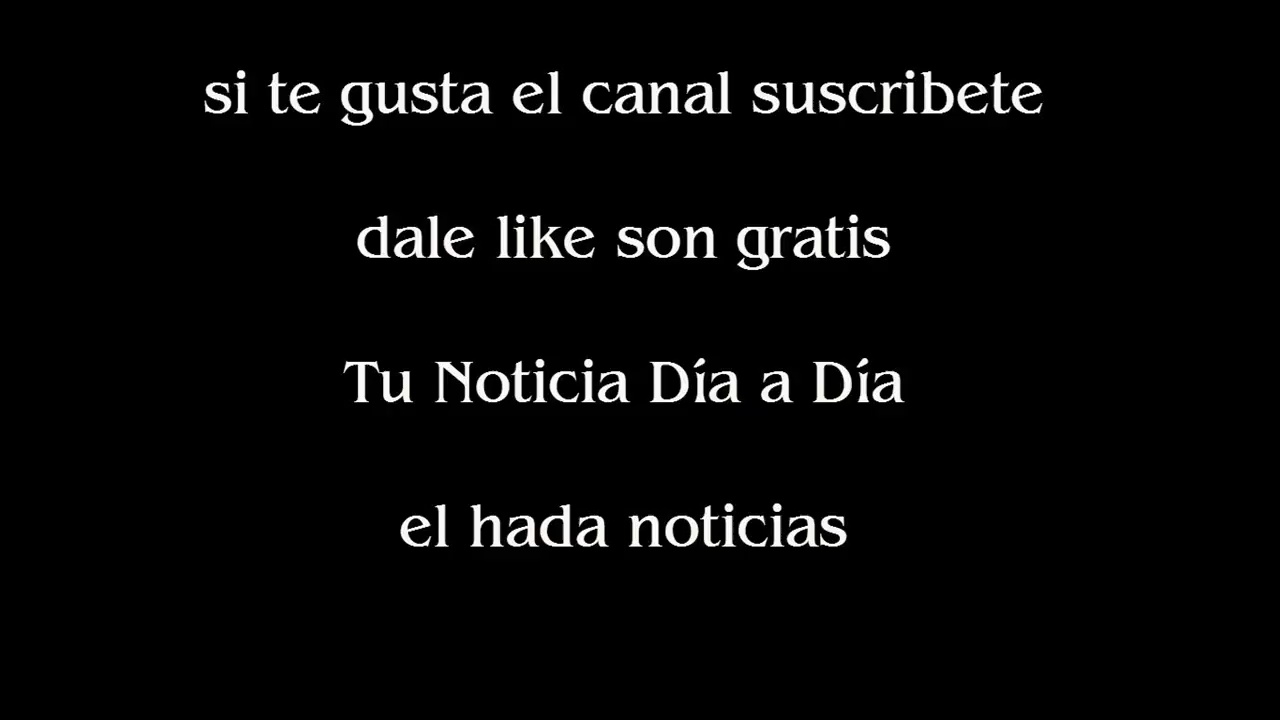 si te gusta el canal suscribete
dale like son gratis
Tu Noticia Día a Día
el hada noticias